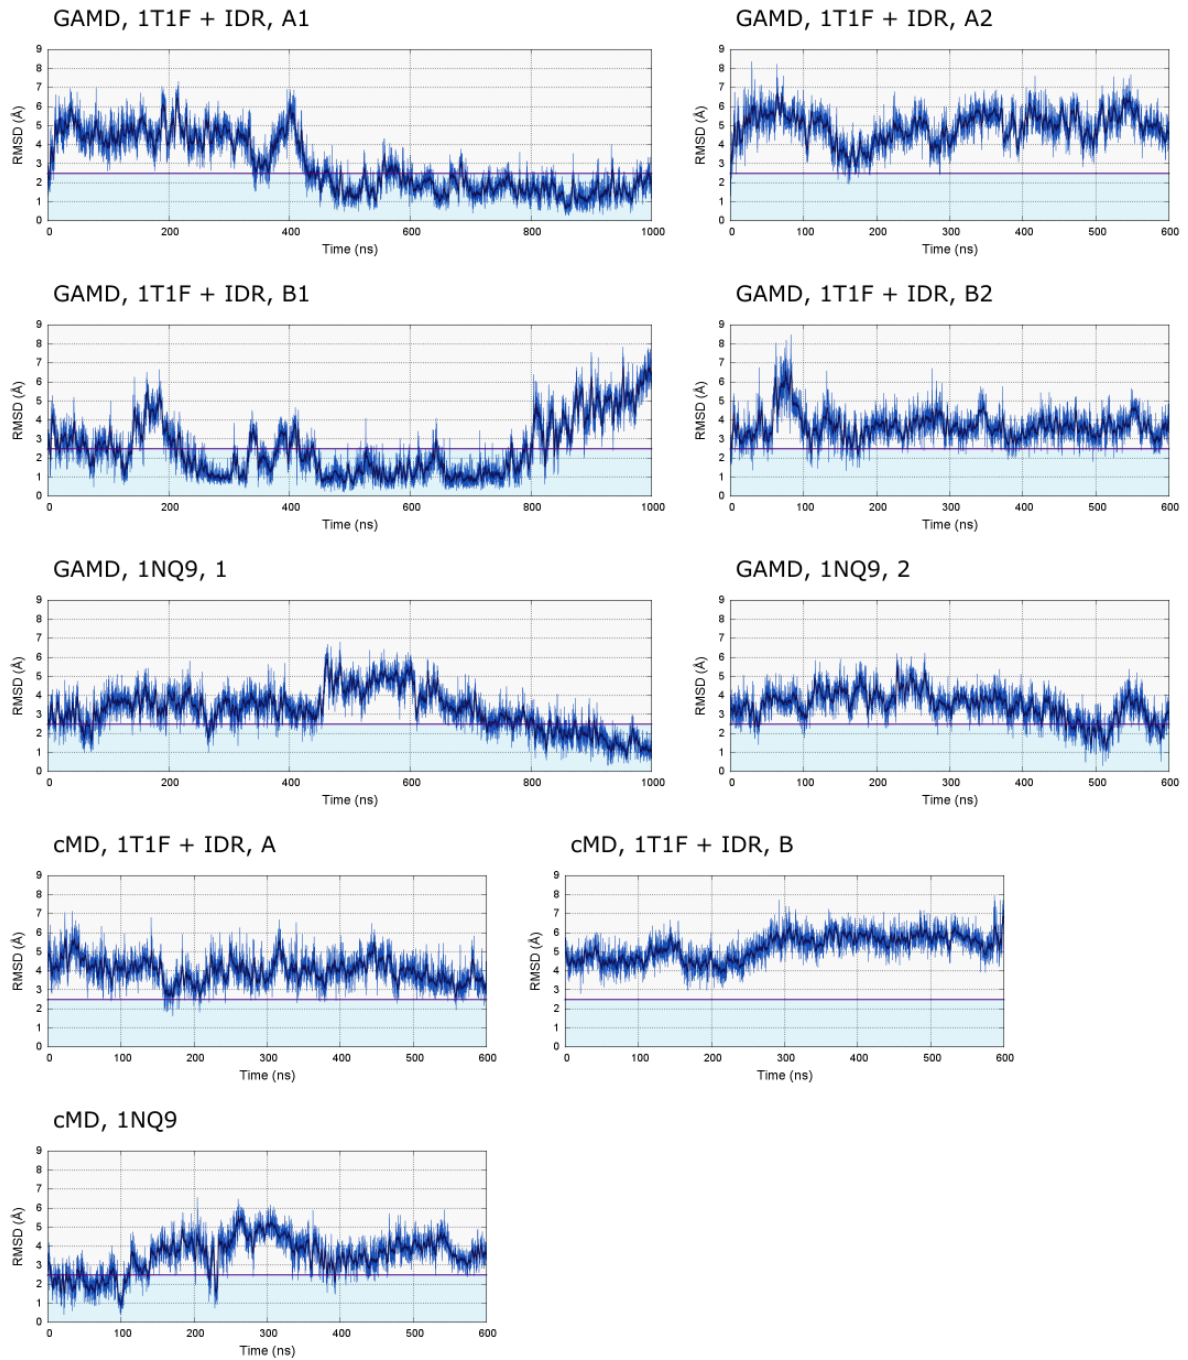 GAMD, 1T1F + IDR, A1
GAMD, 1T1F + IDR, A2
9
8
7
6
5
4
3
2
1
0
RMSD (Å)
0 200 400 600 800 1000
Time (ns)
9
8
7
6
5
4
3
2
1
0
RMSD (Å)
0 100 200 300 400 500 600
Time (ns)
GAMD, 1T1F + IDR, B1
GAMD, 1T1F + IDR, B2
9
8
7
6
5
4
3
2
1
0
RMSD (Å)
0 200 400 600 800 1000
Time (ns)
9
8
7
6
5
4
3
2
1
0
RMSD (Å)
0 100 200 300 400 500 600
Time (ns)
GAMD, 1NQ9, 1
GAMD, 1NQ9, 2
9
8
7
6
5
4
3
2
1
0
RMSD (Å)
0 200 400 600 800 1000
Time (ns)
9
8
7
6
5
4
3
2
1
0
RMSD (Å)
0 100 200 300 400 500 600
Time (ns)
cMD, 1T1F + IDR, A
cMD, 1T1F + IDR, B
9
8
7
6
5
4
3
2
1
0
RMSD (Å)
0 100 200 300 400 500 600
Time (ns)
9
8
7
6
5
4
3
2
1
0
RMSD (Å)
0 100 200 300 400 500 600
Time (ns)
cMD, 1NQ9
9
8
7
6
5
4
3
2
1
0
RMSD (Å)
0 100 200 300 400 500 600
Time (ns)